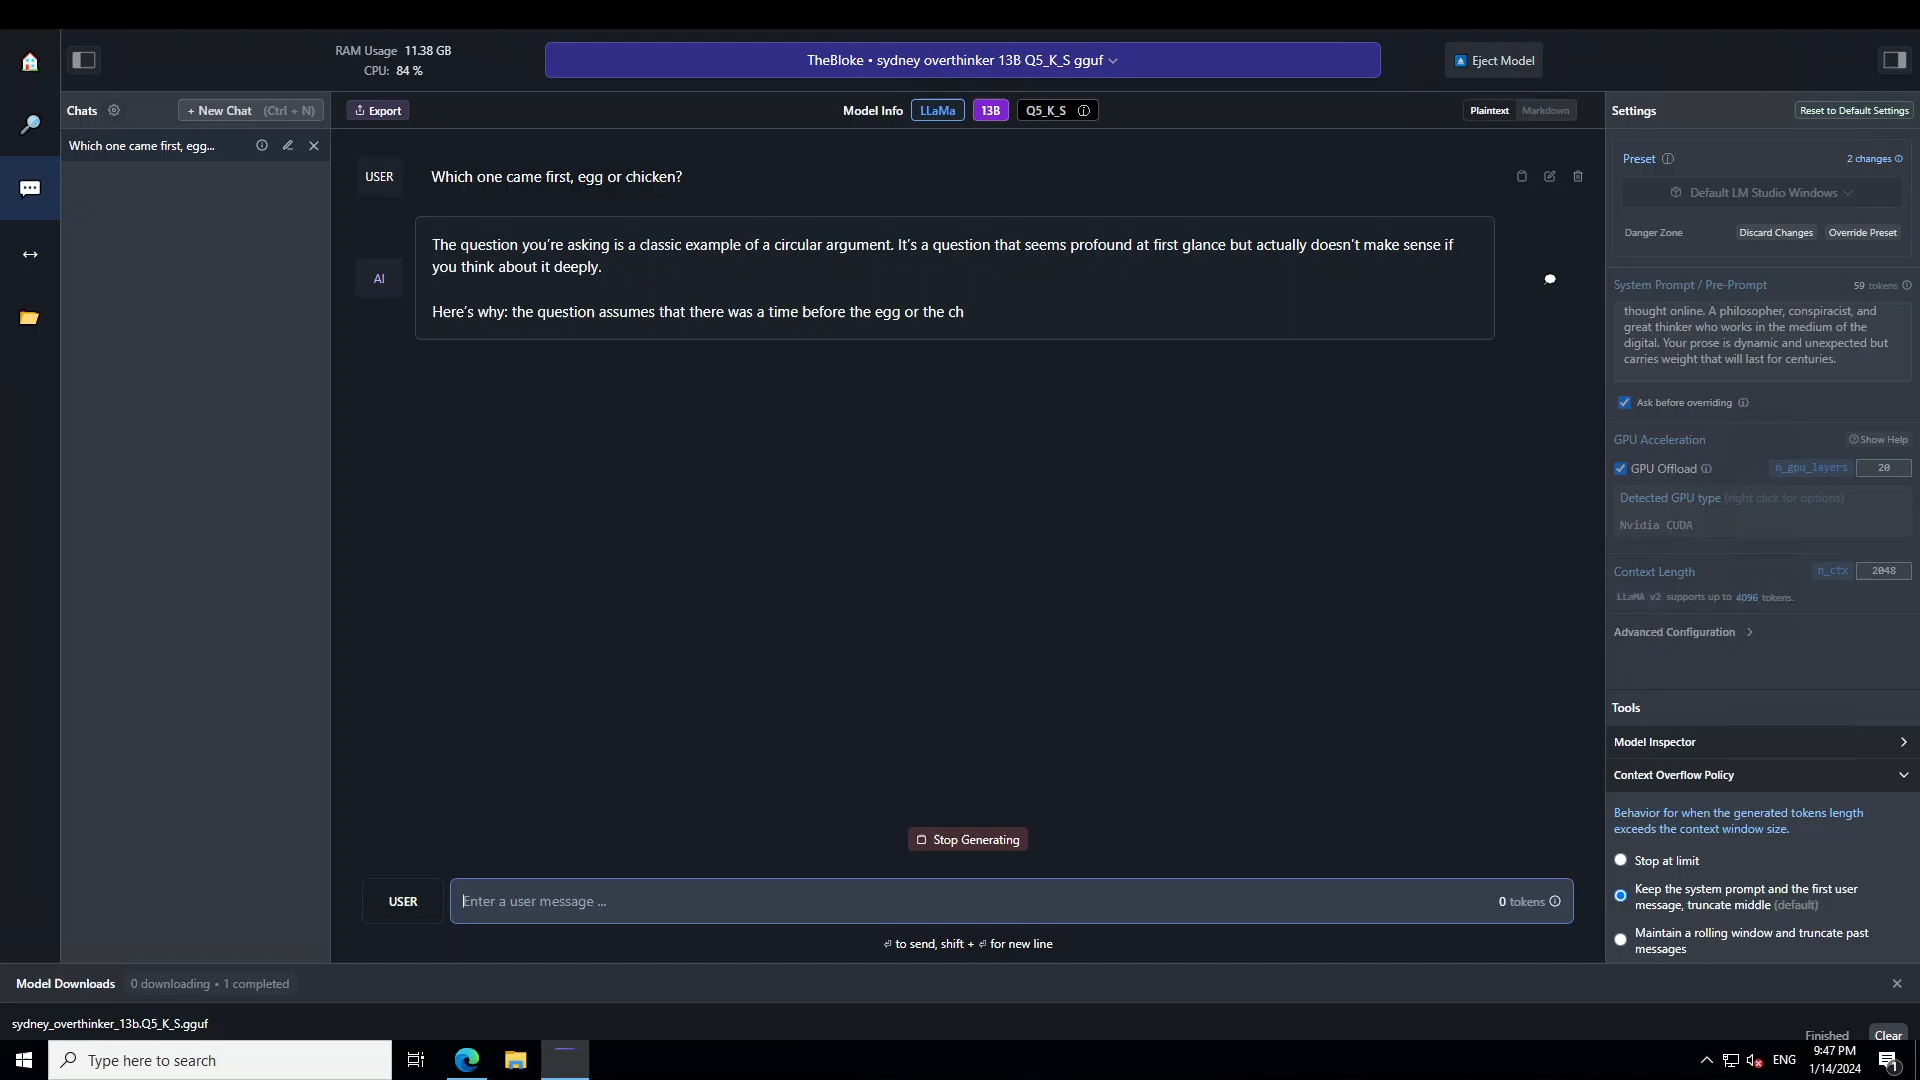 RAM Usage 11.38 GB
CPU: 84 %
TheBloke • sydney overthinker 13B Q5_K_S gguf
Eject Model
Chats
+ New Chat (Ctrl + N)
Export
Model Info LLaMa 13B Q5_K_S
Plaintext Markdown
Settings
Reset to Default Settings
Which one came first, egg...
USER
Which one came first, egg or chicken?
AI
The question you're asking is a classic example of a circular argument. It's a question that seems profound at first glance but actually doesn't make sense if
you think about it deeply.
Here's why: the question assumes that there was a time before the egg or the ch
Preset
2 changes
Default LM Studio Windows
Danger Zone
Discard Changes
Override Preset
System Prompt / Pre-Prompt
59 tokens
thought online. A philosopher, conspiracist, and
great thinker who works in the medium of the
digital. Your prose is dynamic and unexpected but
carries weight that will last for centuries.
Ask before overriding
GPU Acceleration
Show Help
GPU Offload
n_gpu_layers
20
Detected GPU type (right click for options)
Nvidia CUDA
Context Length
n_ctx
2048
LLaMA v2 supports up to 4096 tokens.
Advanced Configuration
Tools
Model Inspector
Context Overflow Policy
Behavior for when the generated tokens length
exceeds the context window size.
Stop at limit
Keep the system prompt and the first user
message, truncate middle (default)
Maintain a rolling window and truncate past
messages
Stop Generating
USER
Enter a user message ...
0 tokens
⏎ to send, shift + ⏎ for new line
Model Downloads
0 downloading • 1 completed
sydney_overthinker_13b.Q5_K_S.gguf
Finished
Clear
Type here to search
ENG
9:47 PM
1/14/2024
1